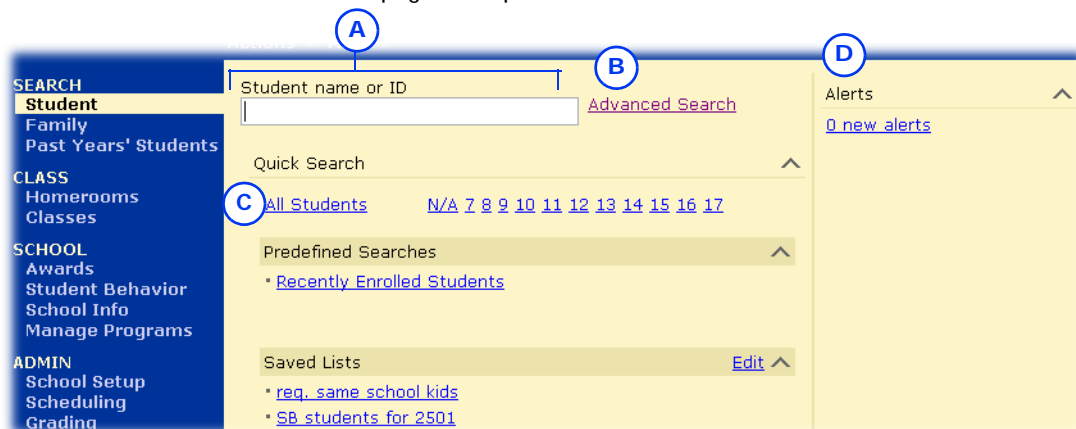 A
B
D
SEARCH
Student
Family
Past Years' Students
CLASS
Homerooms
Classes
SCHOOL
Awards
Student Behavior
School Info
Manage Programs
ADMIN
School Setup
Scheduling
Grading
Student name or ID
Advanced Search
Quick Search
C
All Students N/A 7 8 9 10 11 12 13 14 15 16 17
Predefined Searches
Recently Enrolled Students
Saved Lists Edit
req. same school kids
SB students for 2501
Alerts
0 new alerts